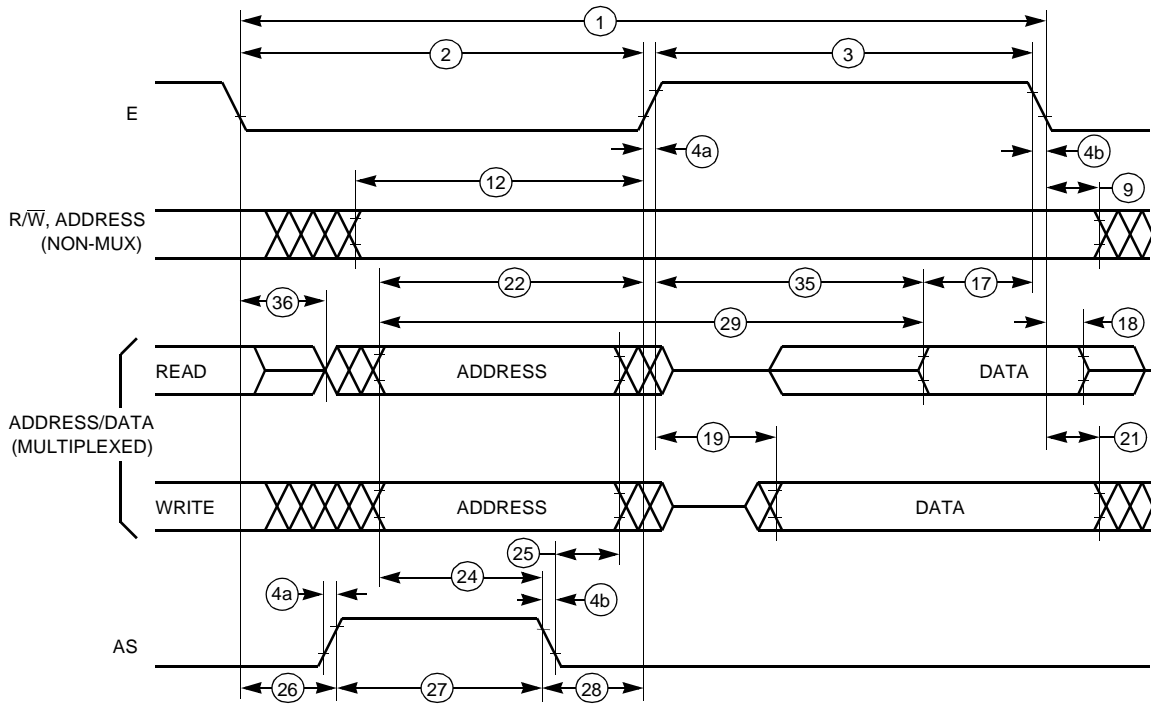 1
2
3
E
4a
4b
12
9
R/W̅, ADDRESS
(NON-MUX)
22
35
17
36
29
18
READ
ADDRESS
DATA
ADDRESS/DATA
(MULTIPLEXED)
19
21
WRITE
ADDRESS
DATA
25
24
4a
4b
AS
26
27
28